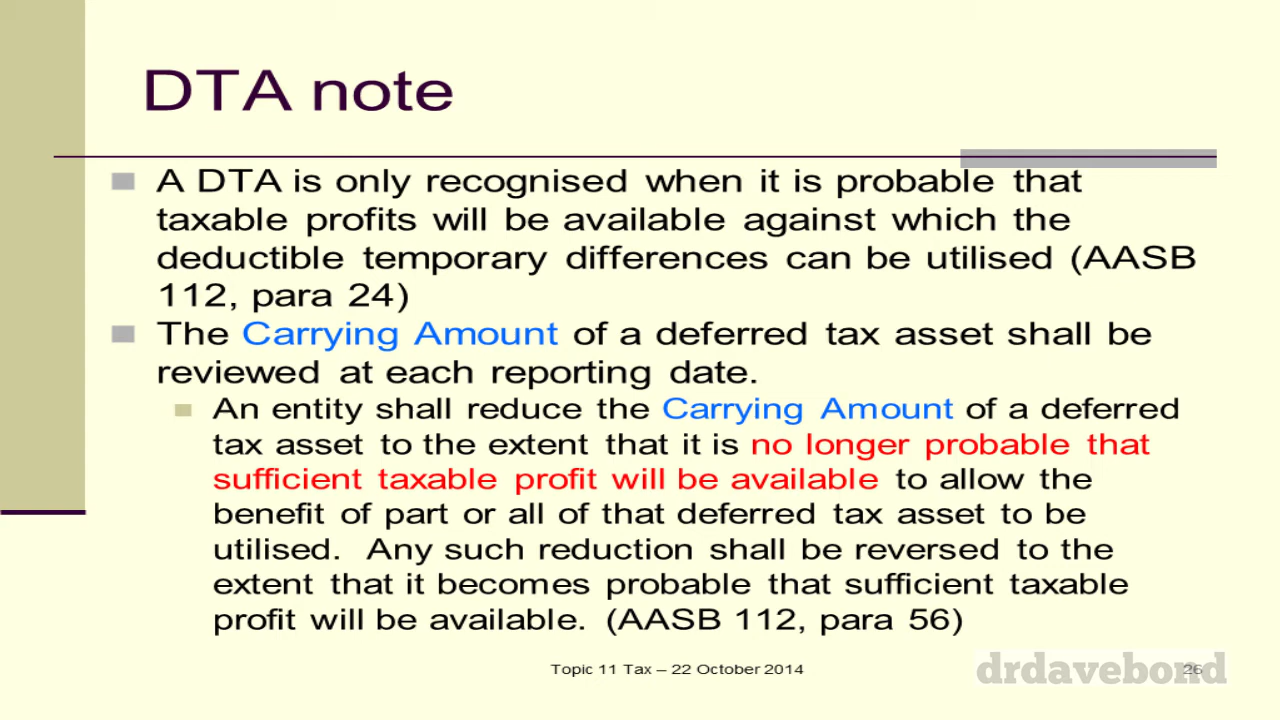 DTA note
A DTA is only recognised when it is probable that
taxable profits will be available against which the
deductible temporary differences can be utilised (AASB
112, para 24)
The Carrying Amount of a deferred tax asset shall be
reviewed at each reporting date.
An entity shall reduce the Carrying Amount of a deferred
tax asset to the extent that it is no longer probable that
sufficient taxable profit will be available to allow the
benefit of part or all of that deferred tax asset to be
utilised. Any such reduction shall be reversed to the
extent that it becomes probable that sufficient taxable
profit will be available. (AASB 112, para 56)
Topic 11 Tax – 22 October 2014
drdavebond
26